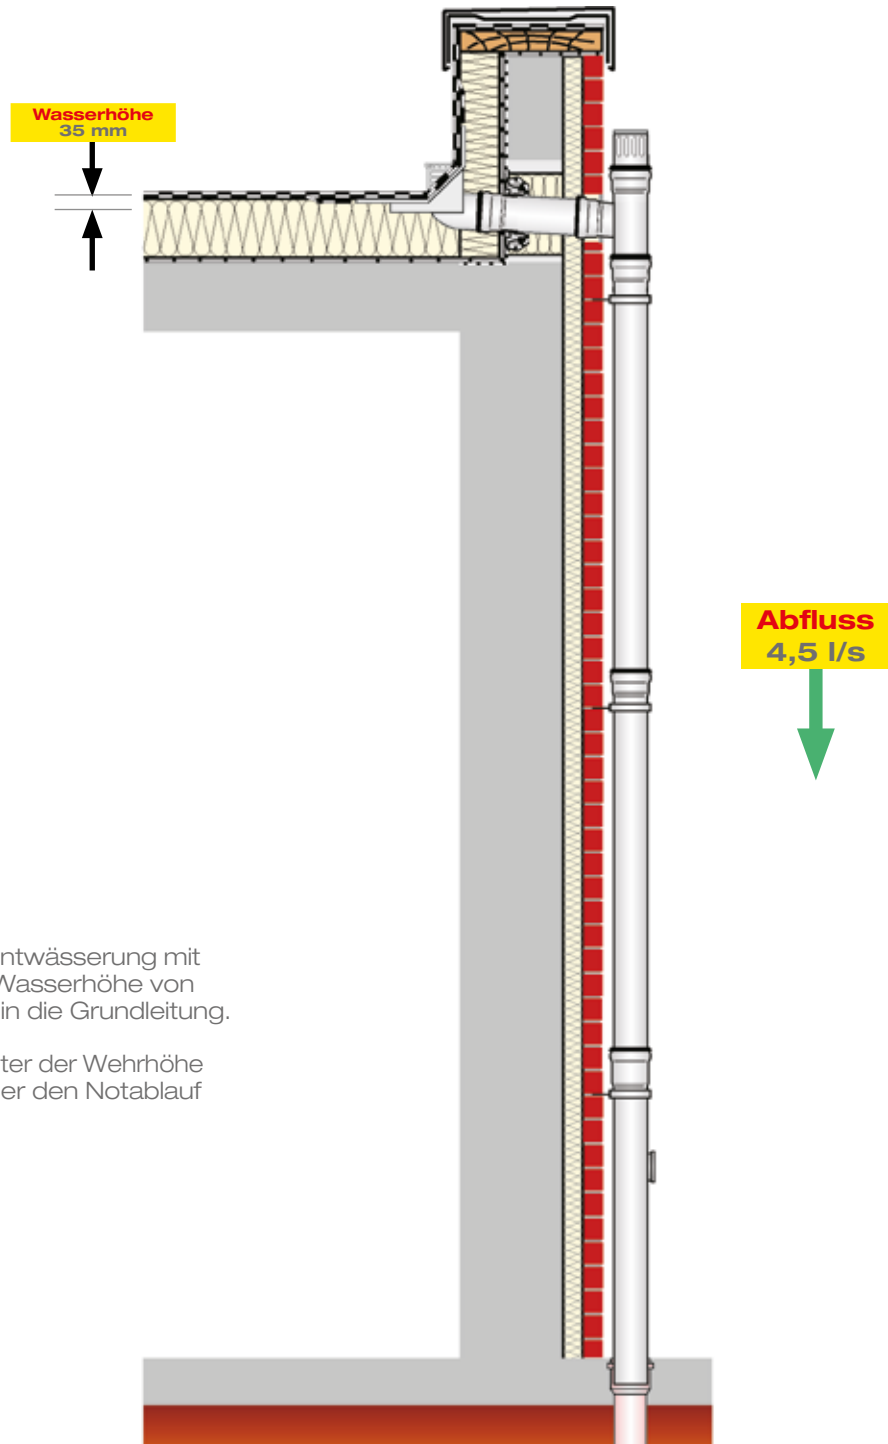 Wasserhöhe
35 mm
Abfluss
4,5 l/s
ntwässerung mit
Wasserhöhe von
in die Grundleitung.
ter der Wehrhöhe
er den Notablauf